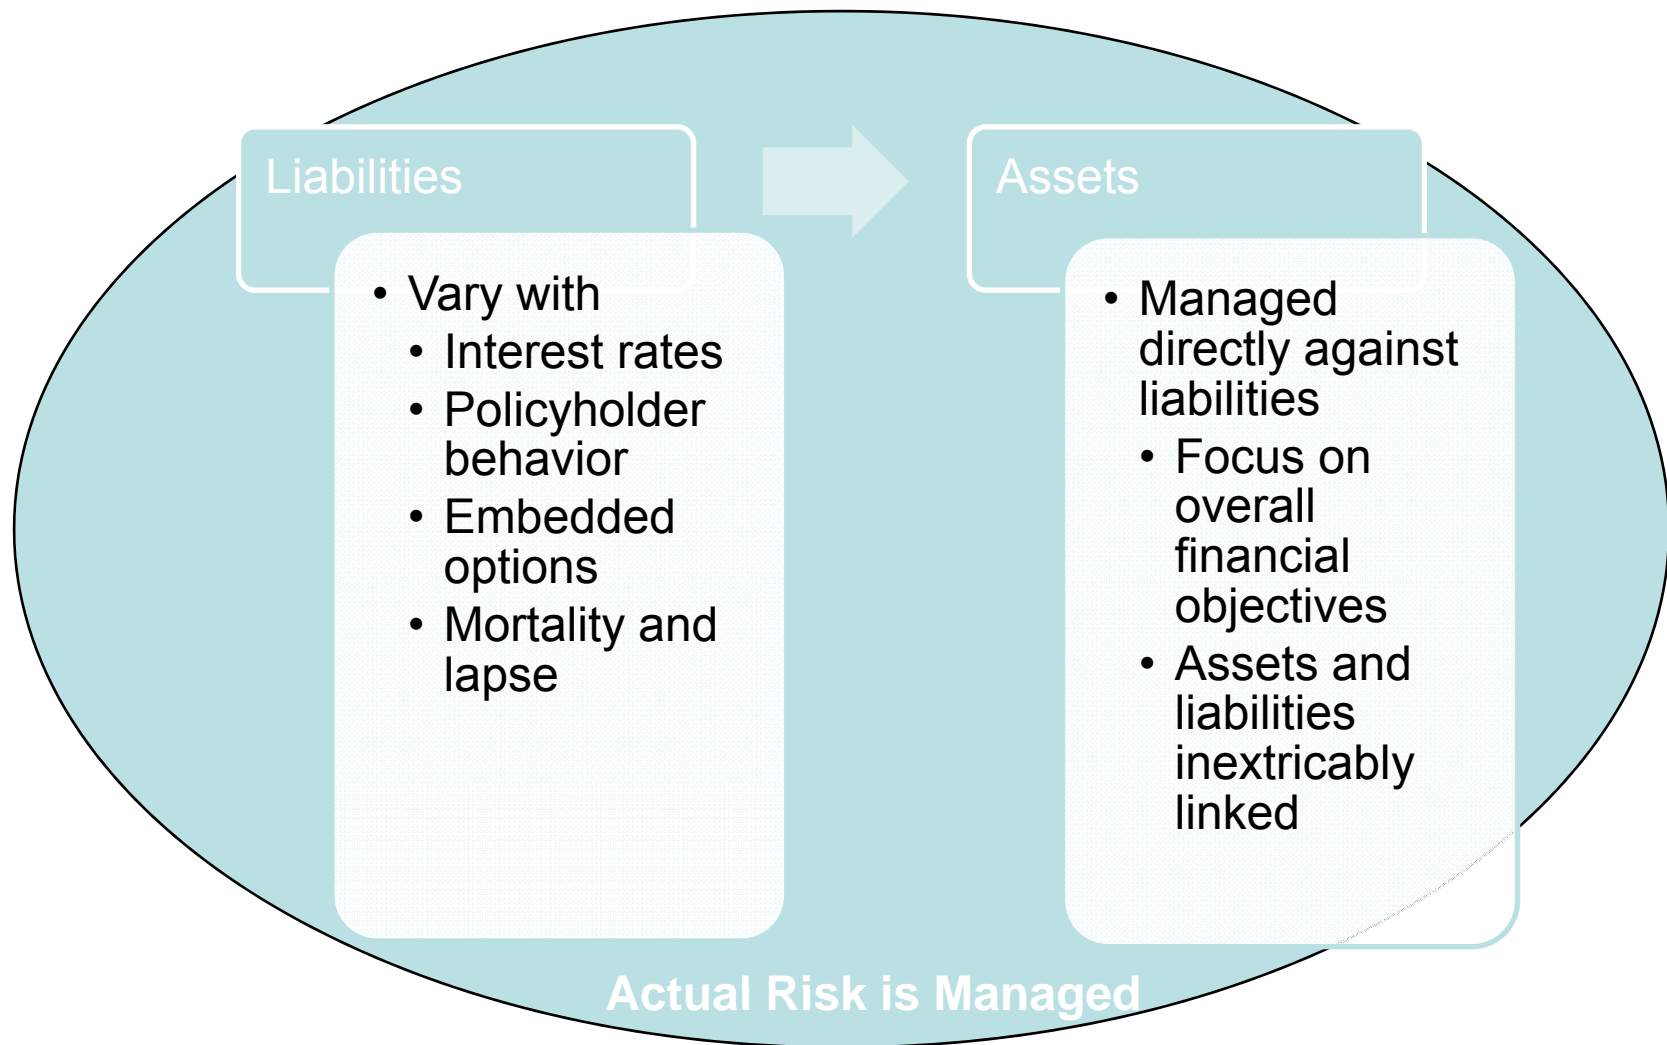 Liabilities
• Vary with
• Interest rates
• Policyholder
behavior
• Embedded
options
• Mortality and
lapse
Assets
• Managed
directly against
liabilities
• Focus on
overall
financial
objectives
• Assets and
liabilities
inextricably
linked
Actual Risk is Managed